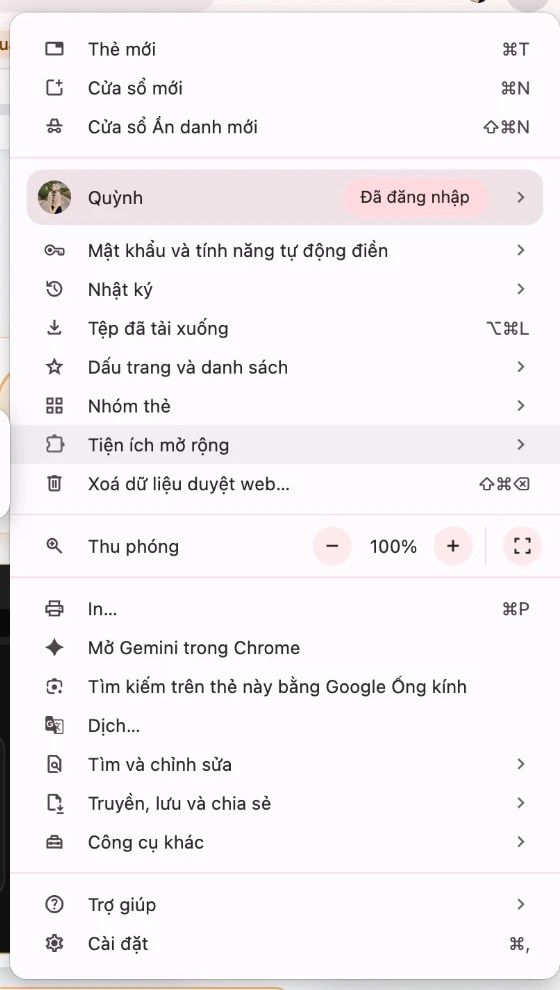 Thẻ mới ⌘T
Cửa sổ mới ⌘N
Cửa sổ Ẩn danh mới ⇧⌘N
Quỳnh Đã đăng nhập
Mật khẩu và tính năng tự động điền
Nhật ký
Tệp đã tải xuống ⌥⌘L
Dấu trang và danh sách
Nhóm thẻ
Tiện ích mở rộng
Xoá dữ liệu duyệt web... ⇧⌘⌫
Thu phóng − 100% +
In... ⌘P
Mở Gemini trong Chrome
Tìm kiếm trên thẻ này bằng Google Ống kính
Dịch...
Tìm và chỉnh sửa
Truyền, lưu và chia sẻ
Công cụ khác
Trợ giúp
Cài đặt ⌘,